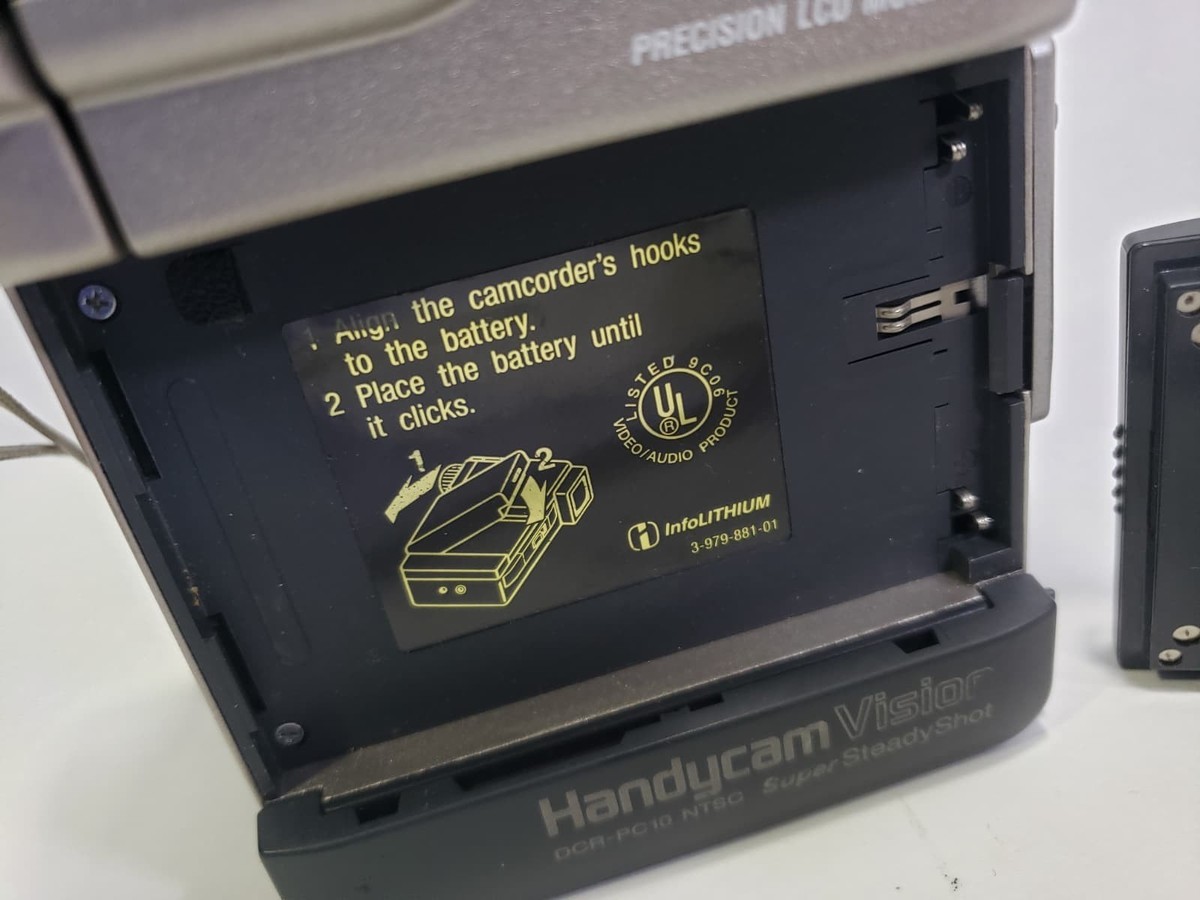 PRECISION LCD
1 Align the camcorder's hooks
to the battery.
2 Place the battery until
it clicks.
LISTED 9C06
UL
®
VIDEO/AUDIO PRODUCT
1
2
InfoLITHIUM
3-979-881-01
Handycam Vision
DCR-PC10 NTSC Super SteadyShot